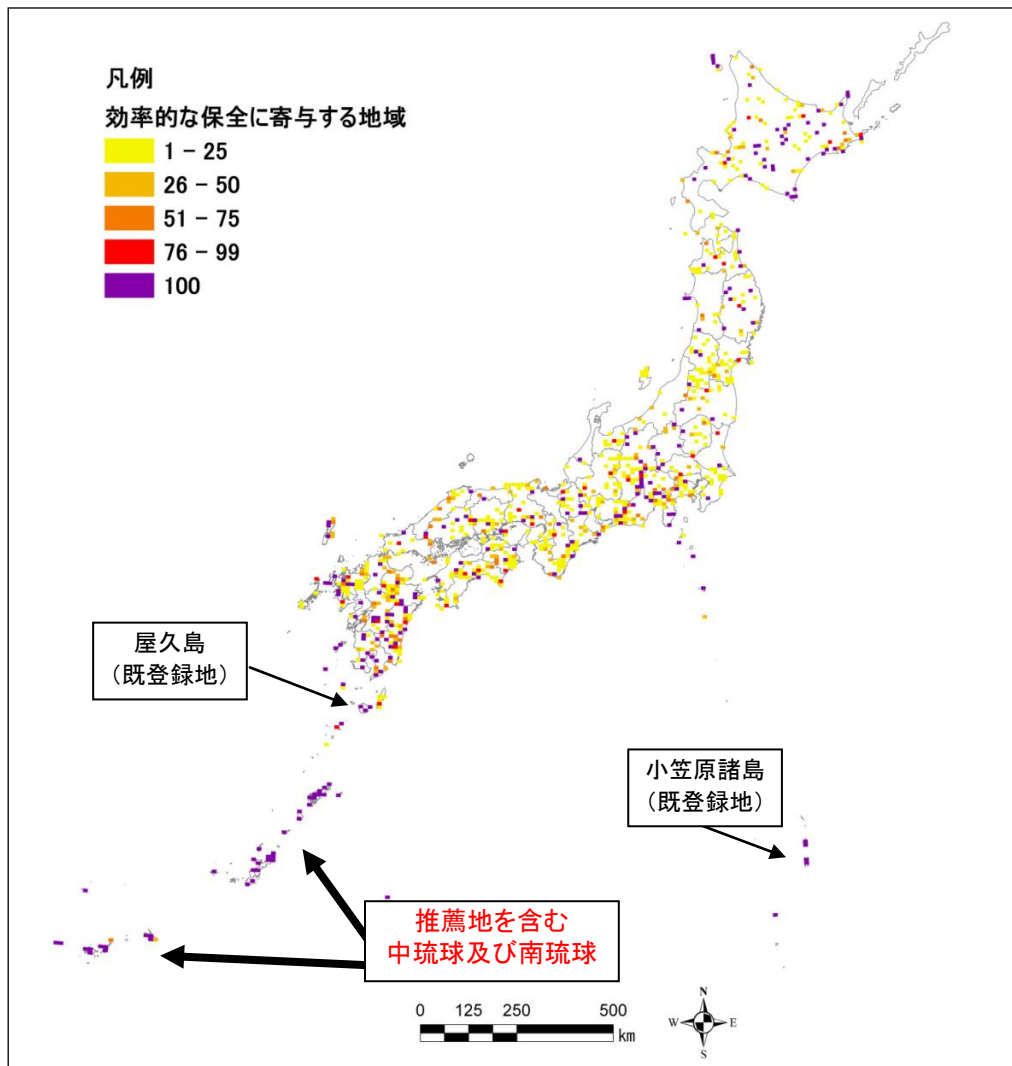 凡例
効率的な保全に寄与する地域
1 - 25
26 - 50
51 - 75
76 - 99
100
屋久島
（既登録地）
小笠原諸島
（既登録地）
推薦地を含む
中琉球及び南琉球
0 125 250 500
km
N
W E
S